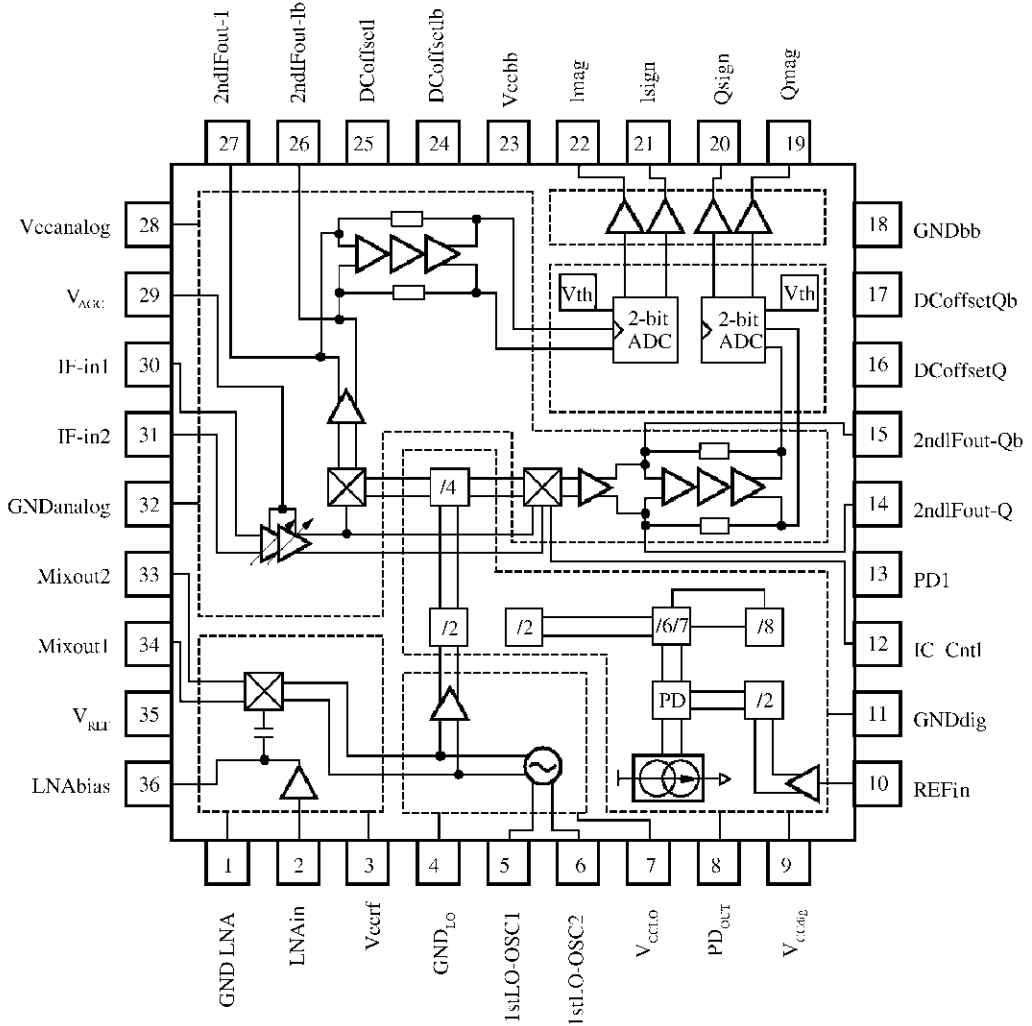 2ndIFout-I
2ndIFout-Ib
DCoffsetI
DCoffsetIb
Vccbb
Imag
Isign
Qsign
Qmag
27
26
25
24
23
22
21
20
19
Vccanalog
28
18
GNDbb
V_AGC
29
Vth
2-bit
ADC
2-bit
ADC
Vth
17
DCoffsetQb
IF-in1
30
16
DCoffsetQ
IF-in2
31
15
2ndIFout-Qb
GNDanalog
32
/4
14
2ndIFout-Q
Mixout2
33
13
PD1
Mixout1
34
/2
/2
/6/7
/8
12
IC Cntl
V_REF
35
PD
/2
11
GNDdig
LNAbias
36
10
REFin
1
2
3
4
5
6
7
8
9
GND LNA
LNAin
Vccrf
GND_LO
1stLO-OSC1
1stLO-OSC2
V_CCLO
PD_OUT
V_CCdig